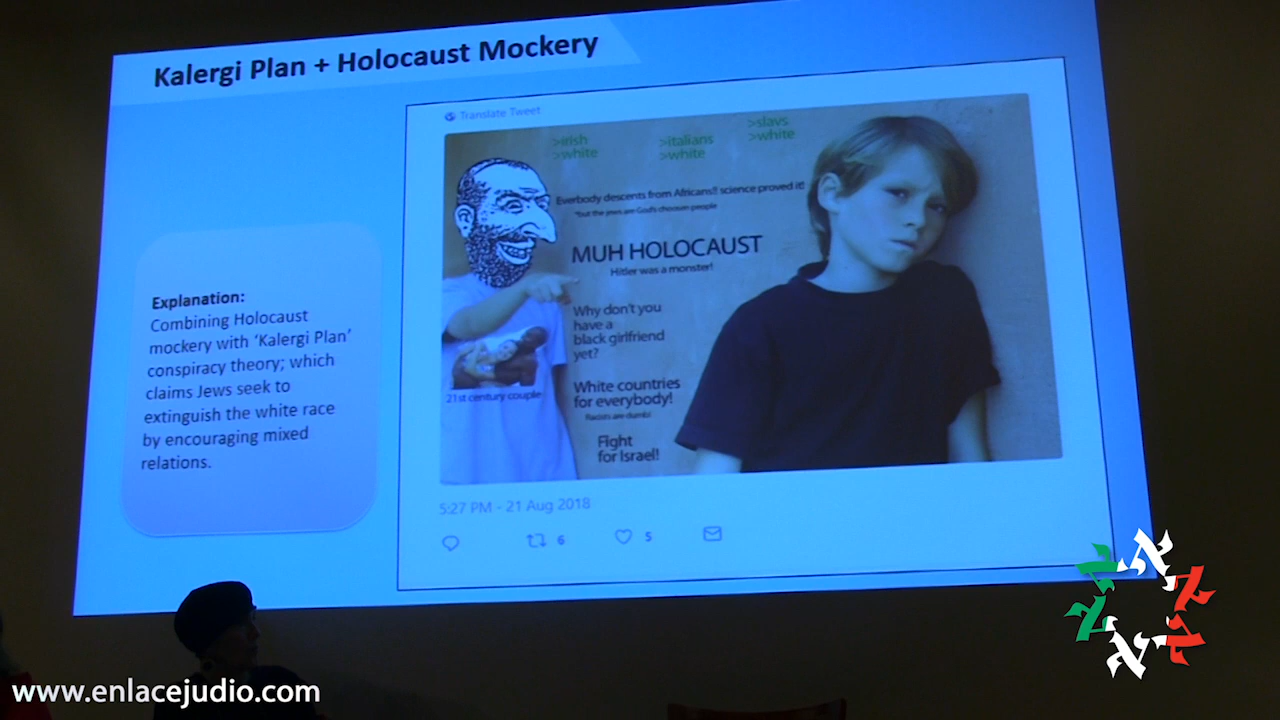 Kalergi Plan + Holocaust Mockery
Explanation:
Combining Holocaust
mockery with ‘Kalergi Plan’
conspiracy theory; which
claims Jews seek to
extinguish the white race
by encouraging mixed
relations.
Translate Tweet
>irish
>white
>italians
>white
>slavs
>white
Everbody descents from Africans!! science proved it!
*but the jews are God's choosen people
MUH HOLOCAUST
Hitler was a monster!
Why don't you
have a
black girlfriend
yet?
White countries
for everybody!
Racists are dumb!
Fight
for Israel!
21st century couple
5:27 PM - 21 Aug 2018
6
5
www.enlacejudio.com